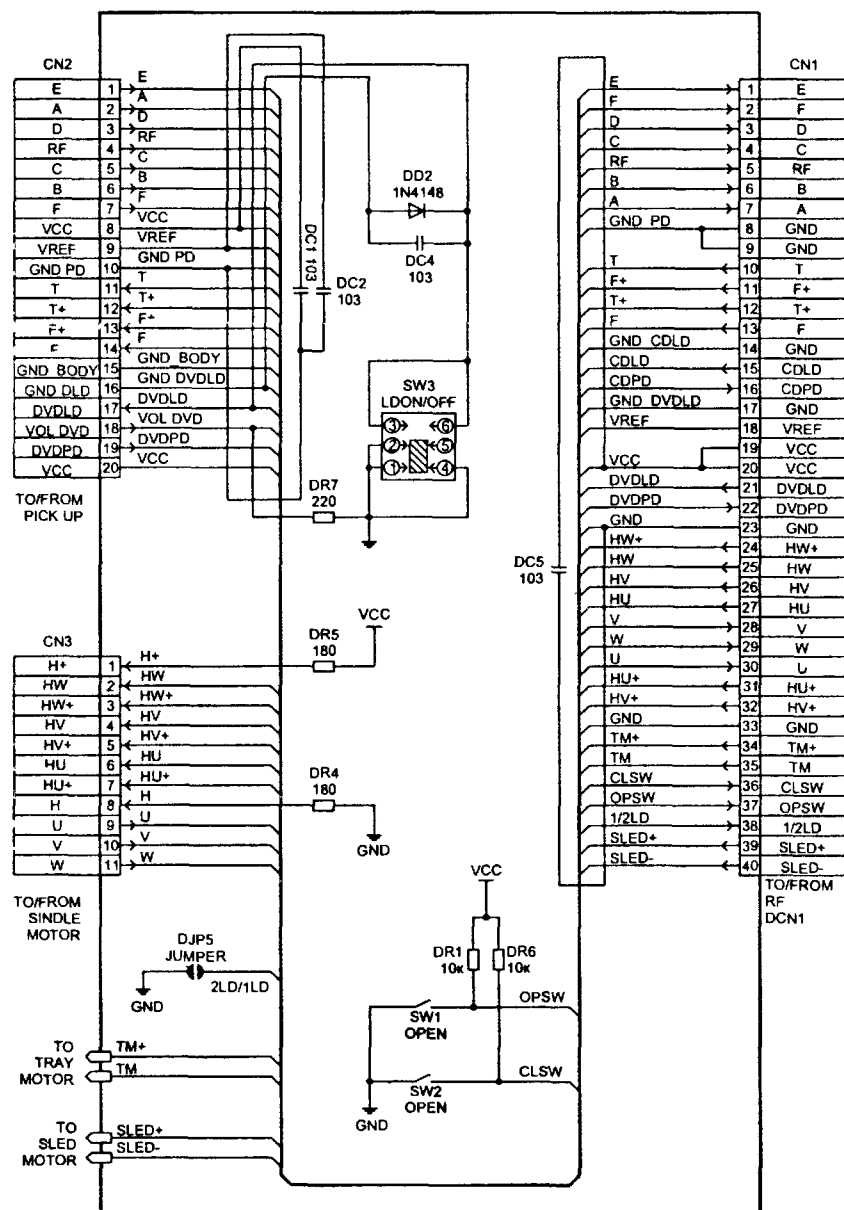 CN2
E 1 E
A 2 A
D 3 D
RF 4 RF
C 5 C
B 6 B
F 7 F
VCC 8 VCC
VREF 9 VREF
GND PD 10 GND PD
T 11 T
T+ 12 T+
F+ 13 F+
F 14 F
GND BODY 15 GND BODY
GND DLD 16 GND DVDLD
DVDLD 17 DVDLD
VOL DVD 18 VOL DVD
DVDPD 19 DVDPD
VCC 20 VCC
TO/FROM
PICK UP
DC1 103
DC2
103
DD2
1N4148
DC4
103
SW3
LDON/OFF
3 6
2 5
1 4
DR7
220
CN3
H+ 1 H+
HW 2 HW
HW+ 3 HW+
HV 4 HV
HV+ 5 HV+
HU 6 HU
HU+ 7 HU+
H 8 H
U 9 U
V 10 V
W 11 W
TO/FROM
SINDLE
MOTOR
DR5
180
VCC
DR4
180
GND
DJP5
JUMPER
2LD/1LD
GND
TO
TRAY
MOTOR
TM+
TM
TO
SLED
MOTOR
SLED+
SLED-
VCC
DR1
10к
DR6
10к
OPSW
SW1
OPEN
CLSW
SW2
OPEN
GND
DC5
103
CN1
E 1 E
F 2 F
D 3 D
C 4 C
RF 5 RF
B 6 B
A 7 A
GND PD 8 GND
9 GND
T 10 T
F+ 11 F+
T+ 12 T+
F 13 F
GND CDLD 14 GND
CDLD 15 CDLD
CDPD 16 CDPD
GND DVDLD 17 GND
VREF 18 VREF
19 VCC
VCC 20 VCC
DVDLD 21 DVDLD
DVDPD 22 DVDPD
GND 23 GND
HW+ 24 HW+
HW 25 HW
HV 26 HV
HU 27 HU
V 28 V
W 29 W
U 30 U
HU+ 31 HU+
HV+ 32 HV+
GND 33 GND
TM+ 34 TM+
TM 35 TM
CLSW 36 CLSW
OPSW 37 OPSW
1/2LD 38 1/2LD
SLED+ 39 SLED+
SLED- 40 SLED-
TO/FROM
RF
DCN1